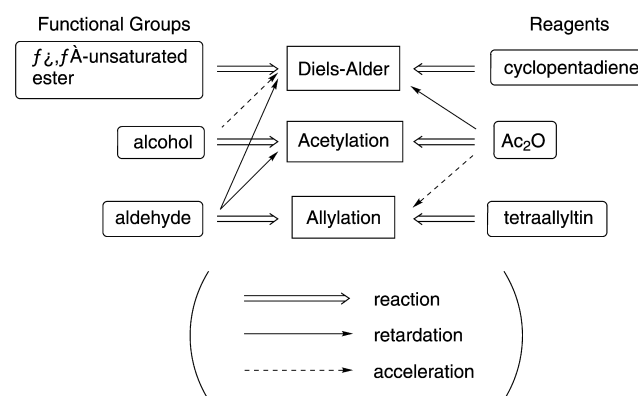 Functional Groups
Reagents
ƒ¿,ƒÀ-unsaturated
ester
Diels-Alder
cyclopentadiene
alcohol
Acetylation
Ac₂O
aldehyde
Allylation
tetraallyltin
reaction
retardation
acceleration